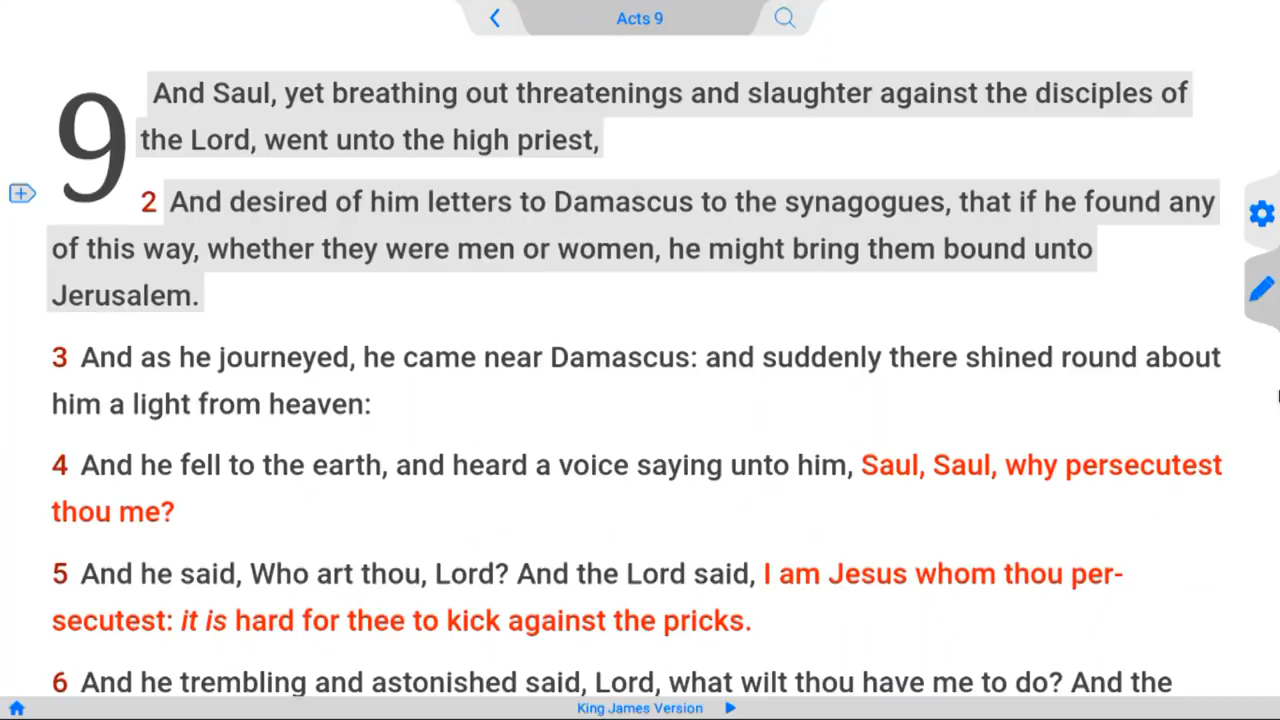 Acts 9
9 And Saul, yet breathing out threatenings and slaughter against the disciples of
the Lord, went unto the high priest,
2 And desired of him letters to Damascus to the synagogues, that if he found any
of this way, whether they were men or women, he might bring them bound unto
Jerusalem.
3 And as he journeyed, he came near Damascus: and suddenly there shined round about
him a light from heaven:
4 And he fell to the earth, and heard a voice saying unto him, Saul, Saul, why persecutest
thou me?
5 And he said, Who art thou, Lord? And the Lord said, I am Jesus whom thou per-
secutest: it is hard for thee to kick against the pricks.
6 And he trembling and astonished said, Lord, what wilt thou have me to do? And the
King James Version